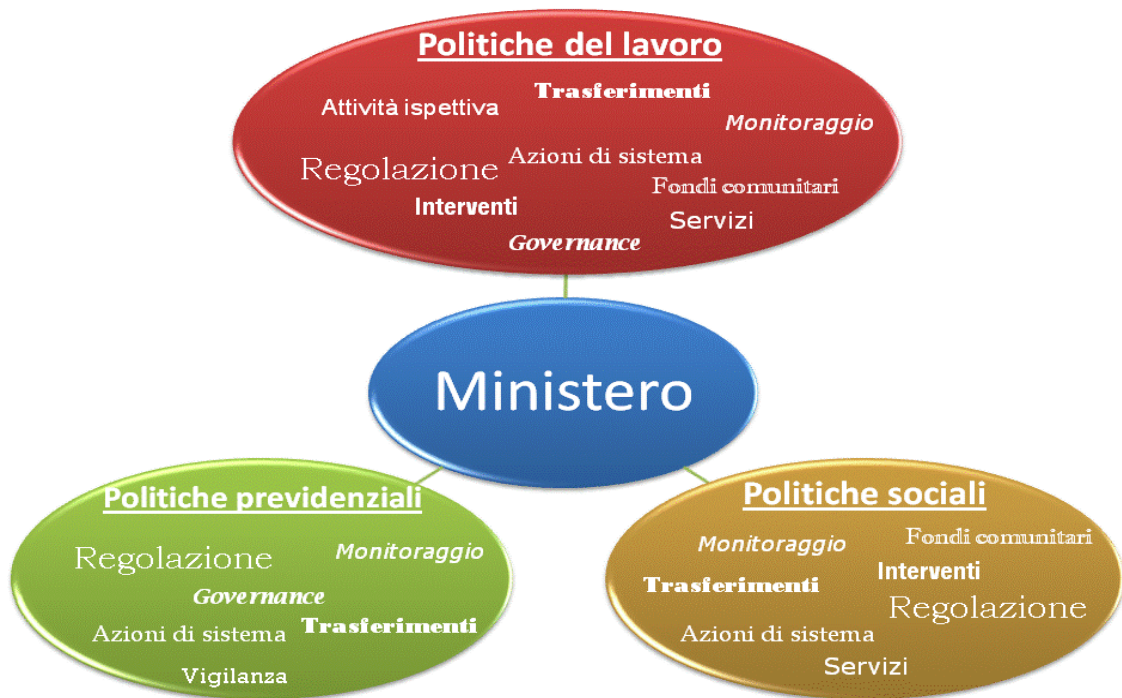 Politiche del lavoro
Trasferimenti
Attività ispettiva
Monitoraggio
Azioni di sistema
Regolazione
Fondi comunitari
Interventi
Servizi
Governance
Ministero
Politiche previdenziali
Regolazione
Monitoraggio
Governance
Azioni di sistema
Trasferimenti
Vigilanza
Politiche sociali
Fondi comunitari
Monitoraggio
Interventi
Trasferimenti
Regolazione
Azioni di sistema
Servizi